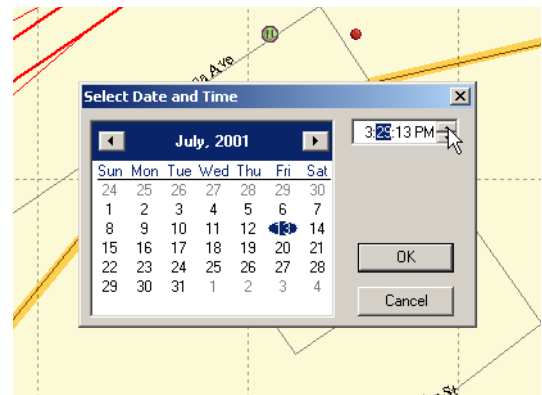 Ave
Select Date and Time
July, 2001
3:29:13 PM
Sun Mon Tue Wed Thu Fri Sat
24 25 26 27 28 29 30
1 2 3 4 5 6 7
8 9 10 11 12 13 14
15 16 17 18 19 20 21
22 23 24 25 26 27 28
29 30 31 1 2 3 4
OK
Cancel
St